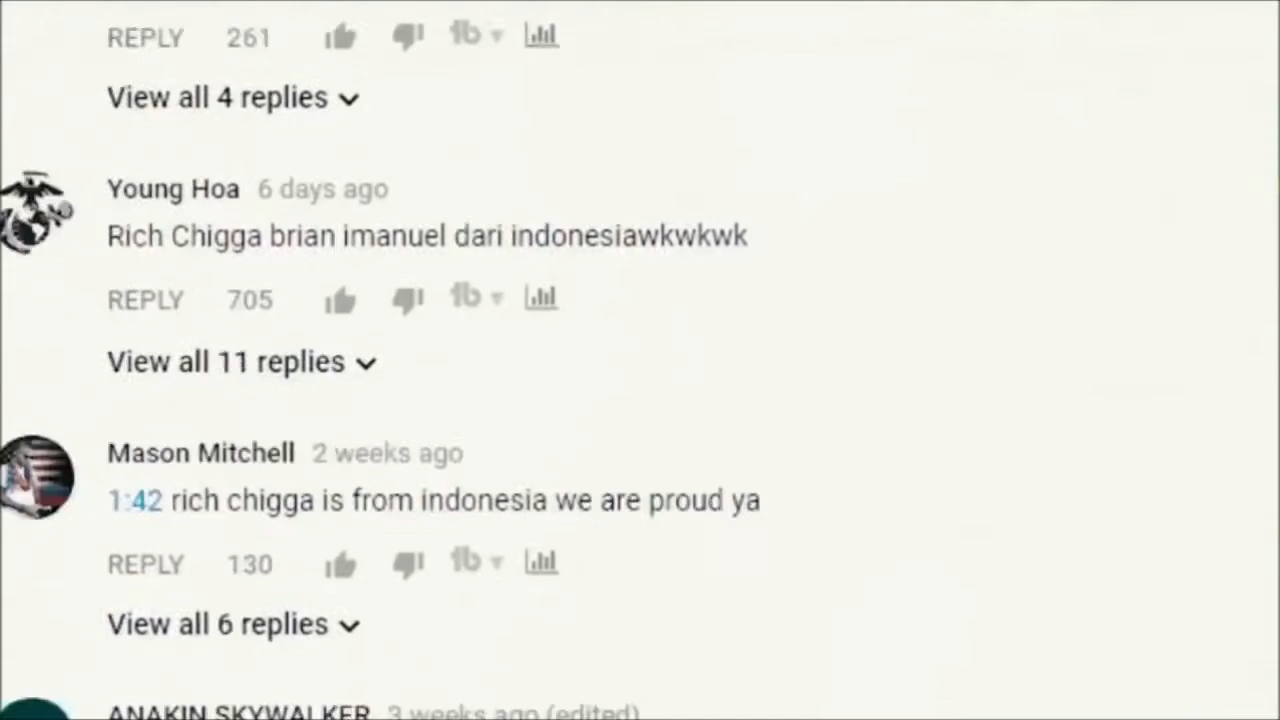 REPLY 261
View all 4 replies
Young Hoa 6 days ago
Rich Chigga brian imanuel dari indonesiawkwkwk
REPLY 705
View all 11 replies
Mason Mitchell 2 weeks ago
1:42 rich chigga is from indonesia we are proud ya
REPLY 130
View all 6 replies
ANAKIN SKYWALKER 3 weeks ago (edited)